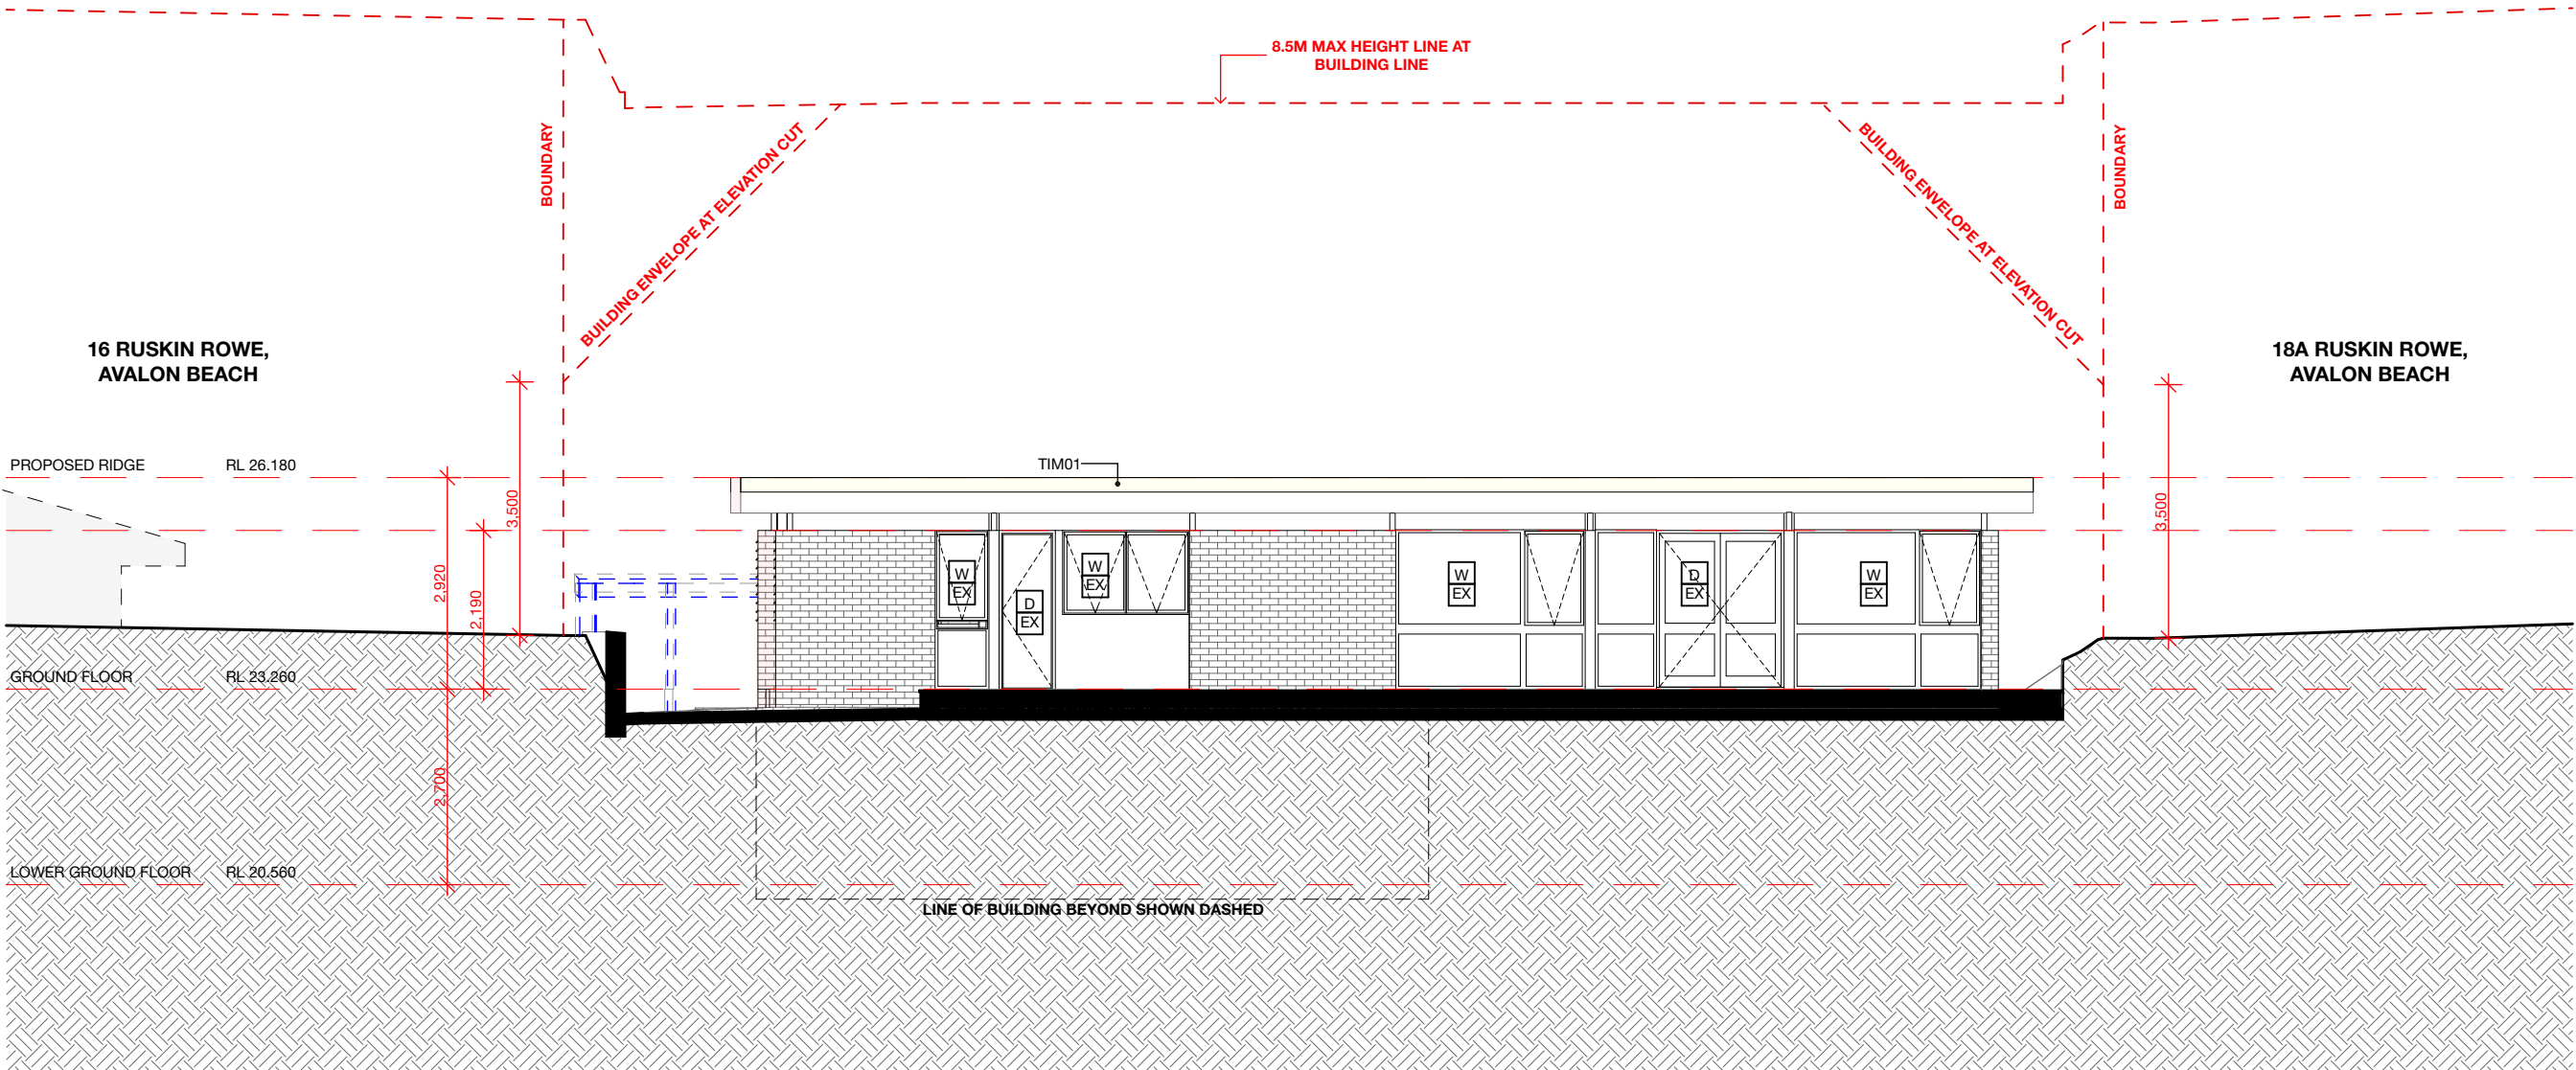 8.5M MAX HEIGHT LINE AT
BUILDING LINE
BOUNDARY
BUILDING ENVELOPE AT ELEVATION CUT
BUILDING ENVELOPE AT ELEVATION CUT
BOUNDARY
16 RUSKIN ROWE,
AVALON BEACH
18A RUSKIN ROWE,
AVALON BEACH
PROPOSED RIDGE RL 26.180
TIM01
3,500
3,500
2,920
2,190
W
EX
D
EX
W
EX
W
EX
D
EX
W
EX
GROUND FLOOR RL 23.260
2,700
LOWER GROUND FLOOR RL 20.560
LINE OF BUILDING BEYOND SHOWN DASHED